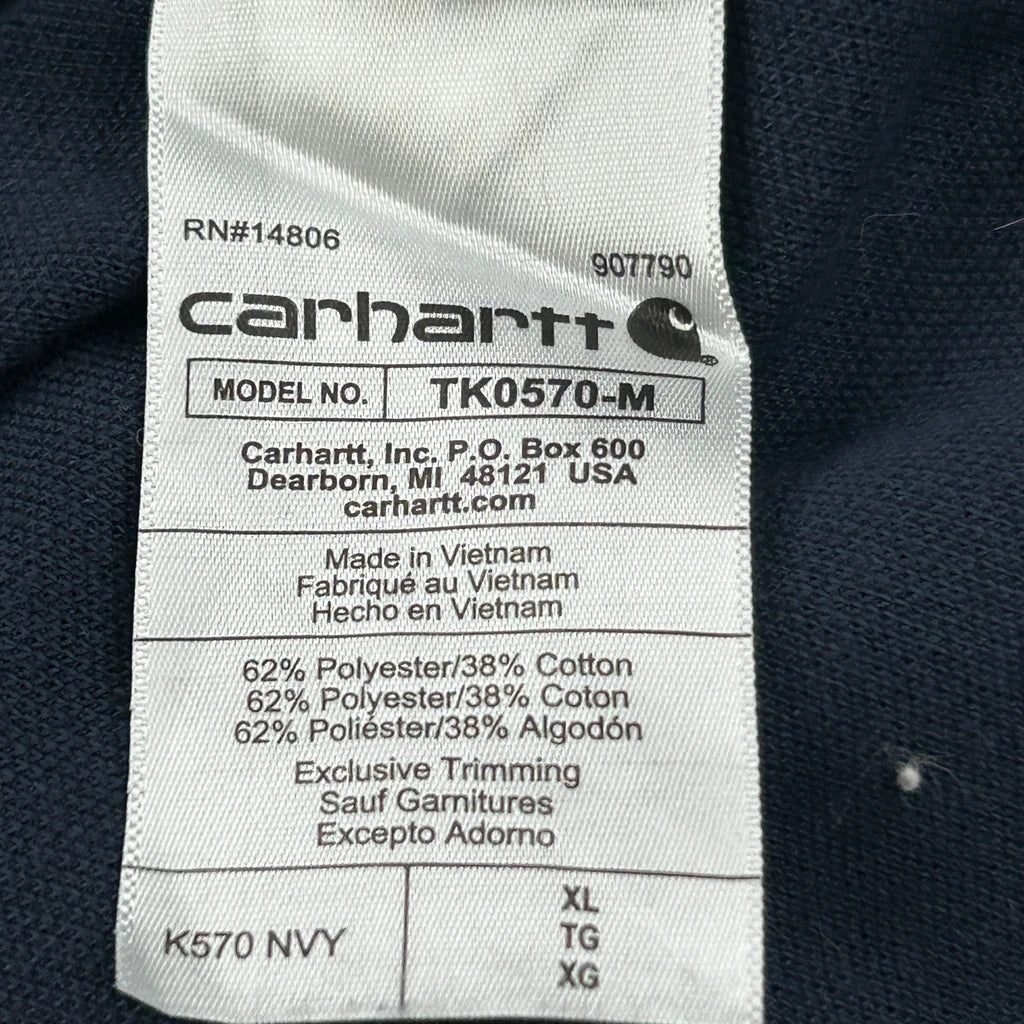 RN#14806
907790
carhartt
MODEL NO. TK0570-M
Carhartt, Inc. P.O. Box 600
Dearborn, MI 48121 USA
carhartt.com
Made in Vietnam
Fabriqué au Vietnam
Hecho en Vietnam
62% Polyester/38% Cotton
62% Polyester/38% Coton
62% Poliéster/38% Algodón
Exclusive Trimming
Sauf Garnitures
Excepto Adorno
K570 NVY
XL
TG
XG